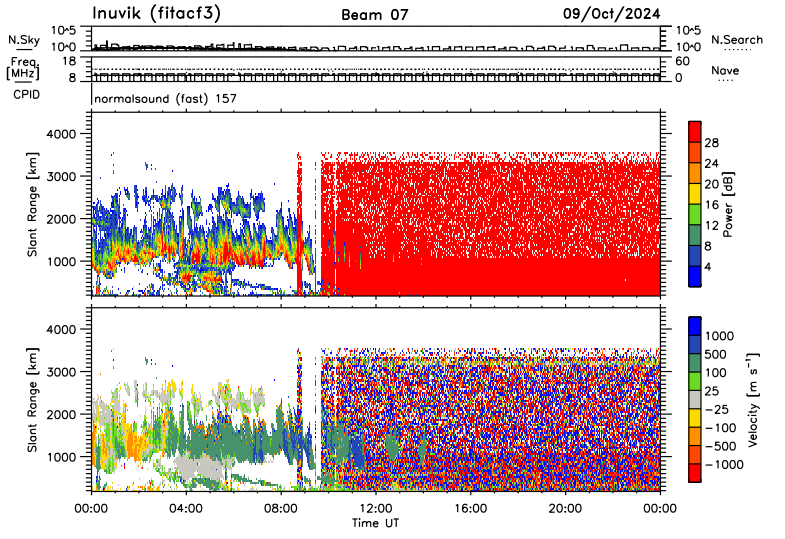 Inuvik (fitacf3) Beam 07 09/Oct/2024
N.Sky 10^5 10^0 10^5 10^0 N.Search
Freq. [MHz] 18 8 60 0 Nave
CPID normalsound (fast) 157
Slant Range [km] 4000 3000 2000 1000
Power [dB] 28 24 20 16 12 8 4
Slant Range [km] 4000 3000 2000 1000
Velocity [m s⁻¹] 1000 500 100 25 −25 −100 −500 −1000
00:00 04:00 08:00 12:00 16:00 20:00 00:00
Time UT